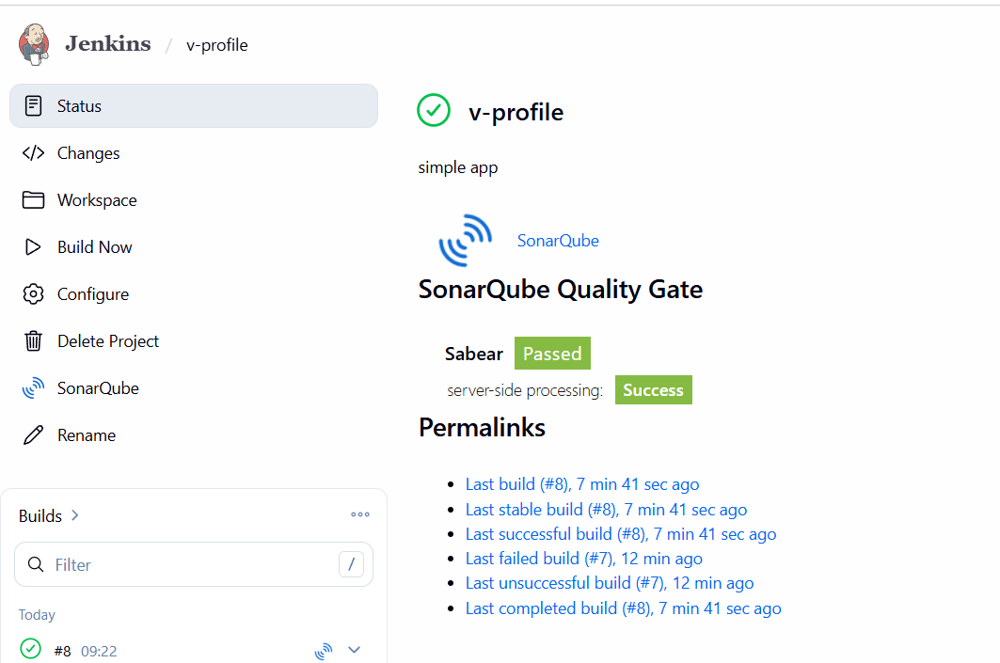 Jenkins / v-profile
Status
Changes
Workspace
Build Now
Configure
Delete Project
SonarQube
Rename
Builds
Filter /
Today
#8 09:22
v-profile
simple app
SonarQube
SonarQube Quality Gate
Sabear Passed
server-side processing: Success
Permalinks
Last build (#8), 7 min 41 sec ago
Last stable build (#8), 7 min 41 sec ago
Last successful build (#8), 7 min 41 sec ago
Last failed build (#7), 12 min ago
Last unsuccessful build (#7), 12 min ago
Last completed build (#8), 7 min 41 sec ago